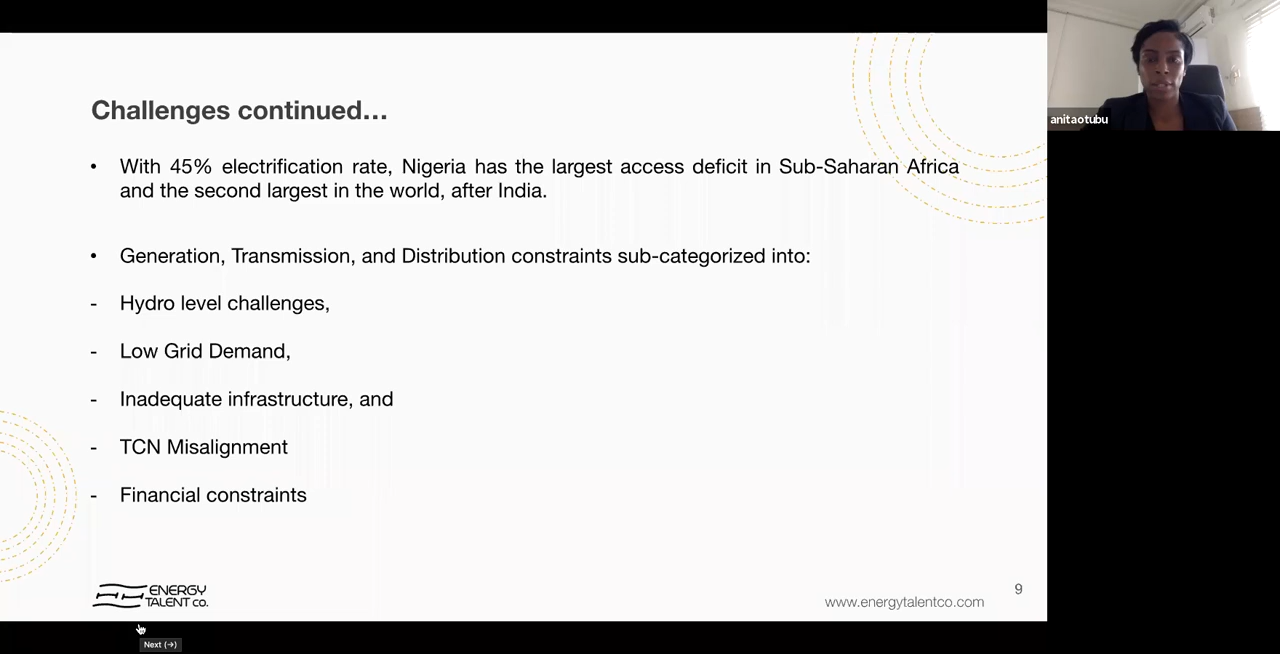 Challenges continued...
• With 45% electrification rate, Nigeria has the largest access deficit in Sub-Saharan Africa
and the second largest in the world, after India.
• Generation, Transmission, and Distribution constraints sub-categorized into:
- Hydro level challenges,
- Low Grid Demand,
- Inadequate infrastructure, and
- TCN Misalignment
- Financial constraints
ENERGY
TALENT CO.
www.energytalentco.com
9
Next (→)
anitaotubu